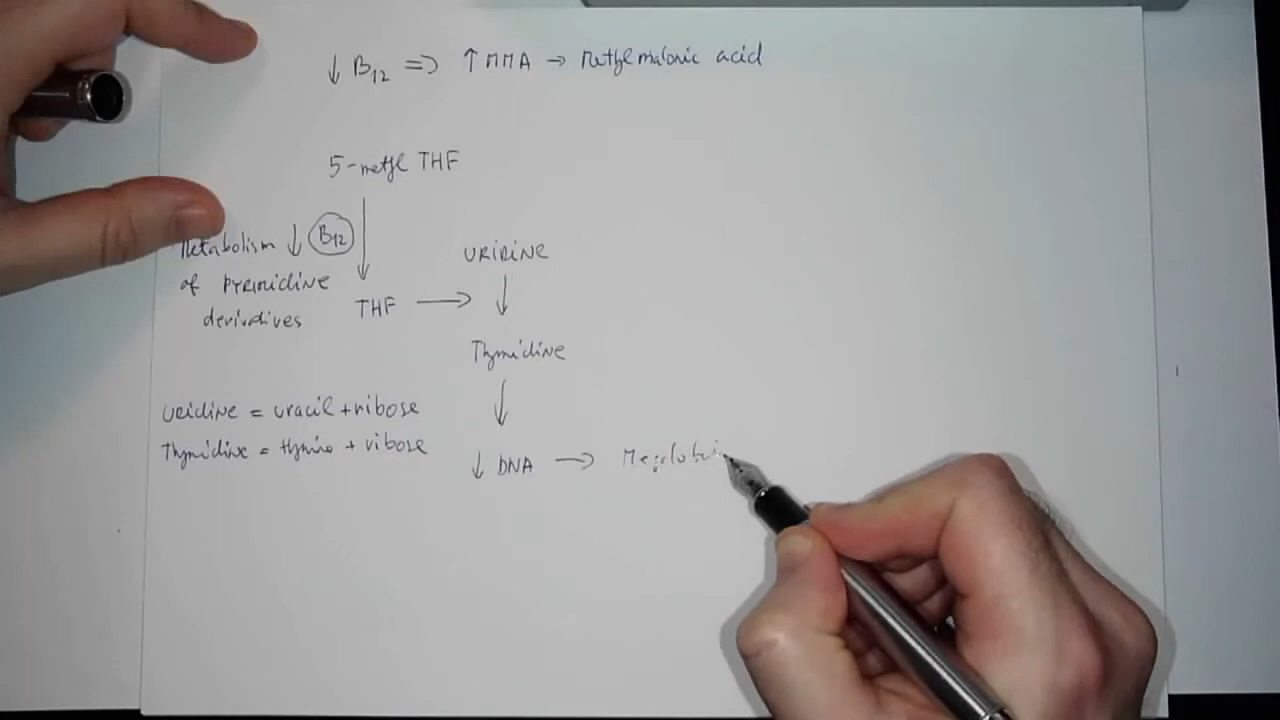 ↓ B12 => ↑ MMA → Methylmalonic acid
5-methyl THF
Metabolism ↓ B12
of pyrimidine
derivatives
THF → URIDINE
↓
Thymidine
↓
uridine = uracil + ribose
Thymidine = thymine + ribose
↓ DNA →